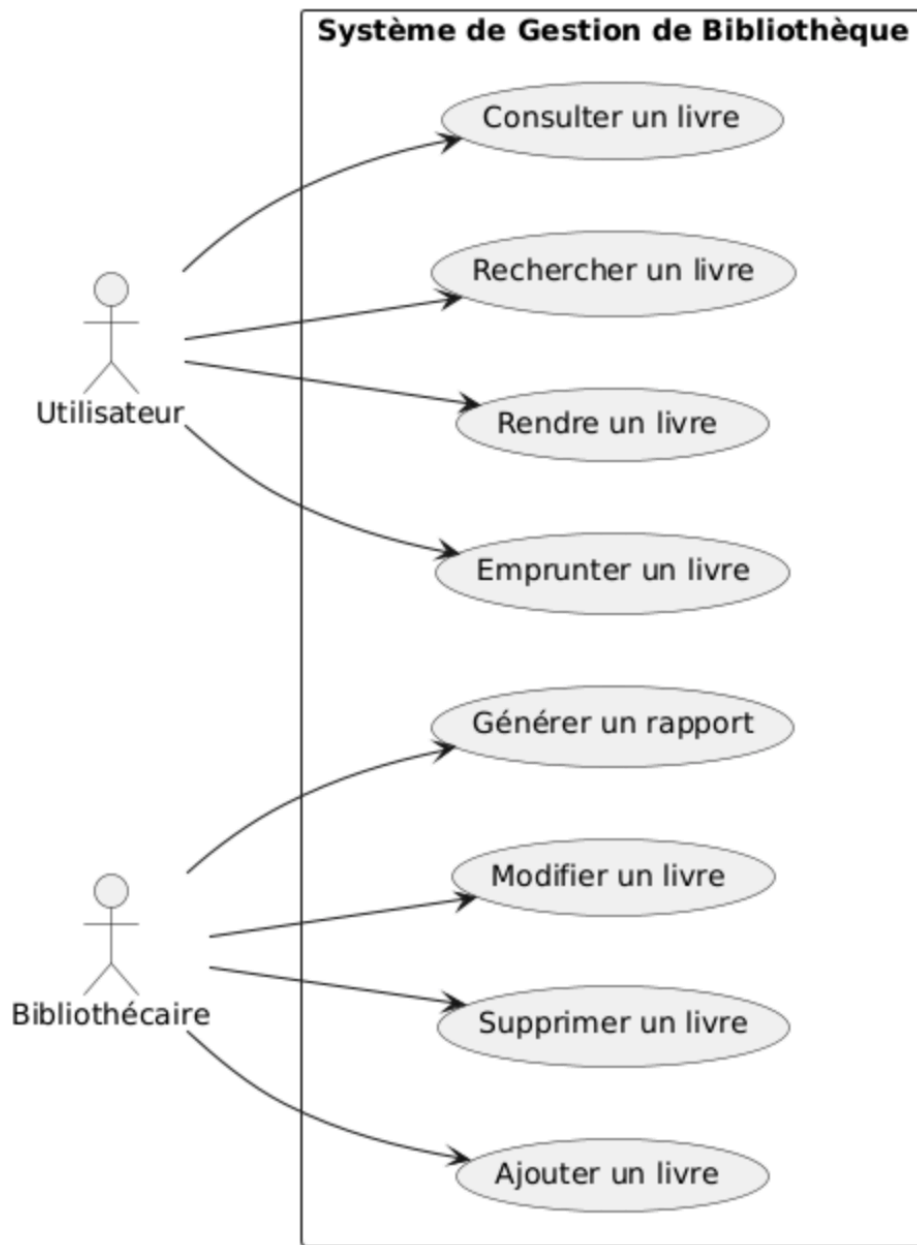 Système de Gestion de Bibliothèque
Consulter un livre
Rechercher un livre
Utilisateur
Rendre un livre
Emprunter un livre
Générer un rapport
Modifier un livre
Bibliothécaire
Supprimer un livre
Ajouter un livre